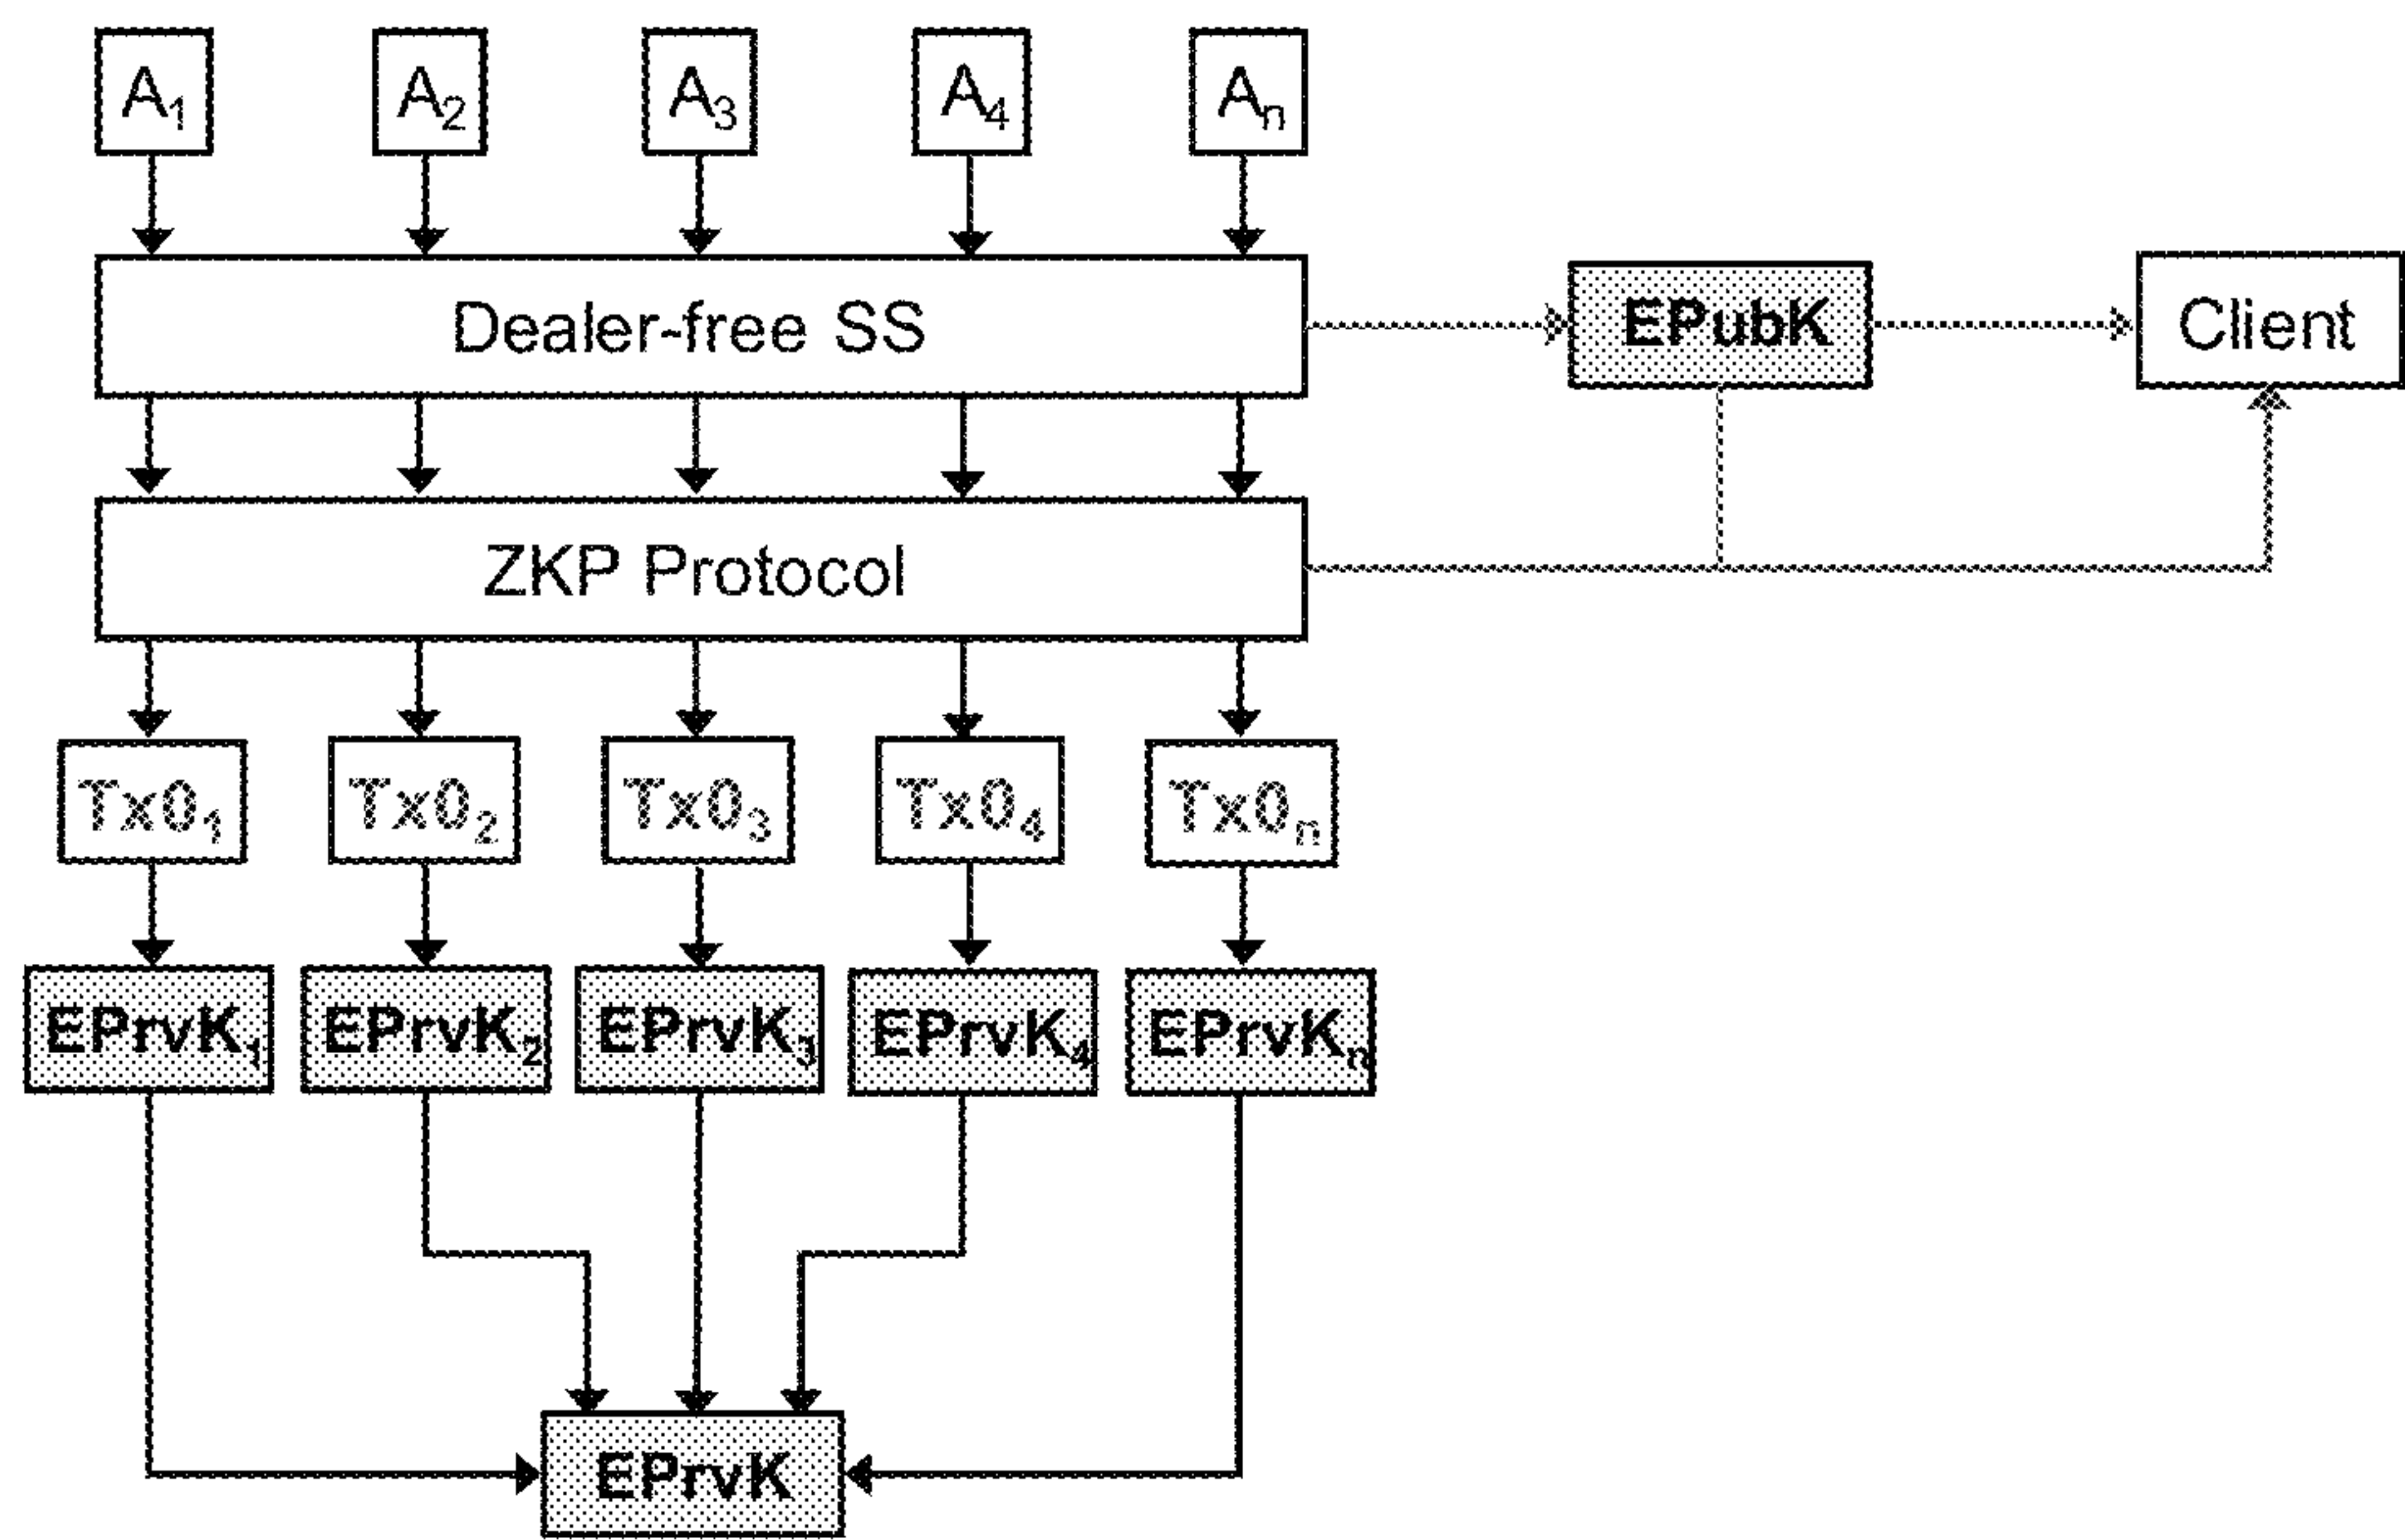 A1 A2 A3 A4 An
Dealer-free SS EPubK Client
ZKP Protocol
Tx01 Tx02 Tx03 Tx04 Tx0n
EPrvK1 EPrvK2 EPrvK3 EPrvK4 EPrvKn
EPrvK